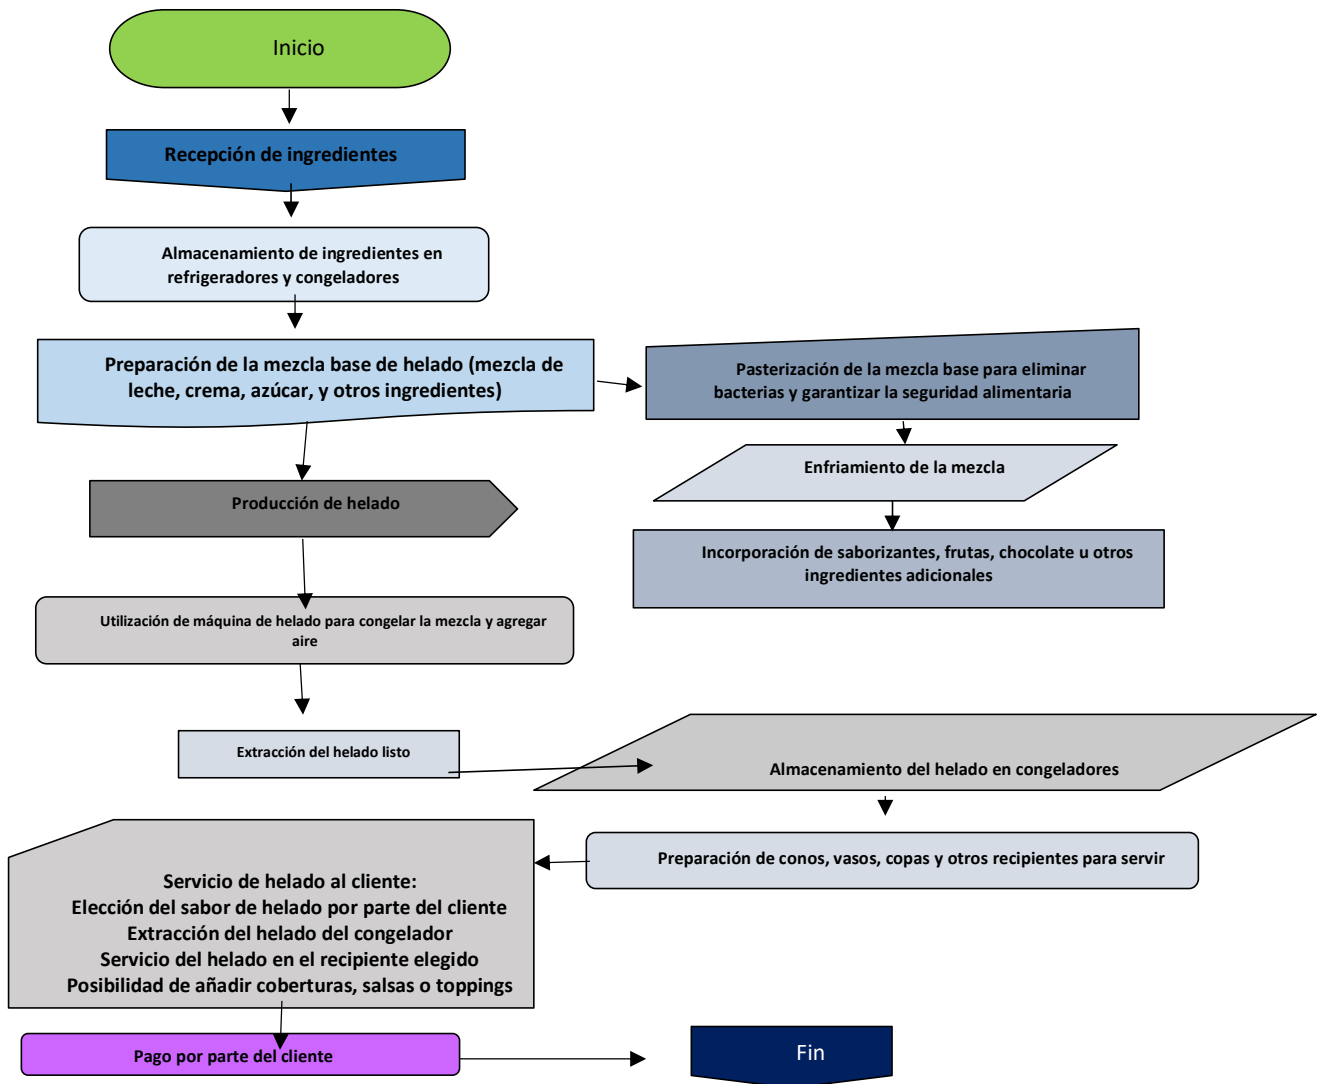 Inicio
Recepción de ingredientes
Almacenamiento de ingredientes en
refrigeradores y congeladores
Preparación de la mezcla base de helado (mezcla de
leche, crema, azúcar, y otros ingredientes)
Pasterización de la mezcla base para eliminar
bacterias y garantizar la seguridad alimentaria
Enfriamiento de la mezcla
Incorporación de saborizantes, frutas, chocolate u otros
ingredientes adicionales
Producción de helado
Utilización de máquina de helado para congelar la mezcla y agregar
aire
Extracción del helado listo
Almacenamiento del helado en congeladores
Preparación de conos, vasos, copas y otros recipientes para servir
Servicio de helado al cliente:
Elección del sabor de helado por parte del cliente
Extracción del helado del congelador
Servicio del helado en el recipiente elegido
Posibilidad de añadir coberturas, salsas o toppings
Pago por parte del cliente
Fin